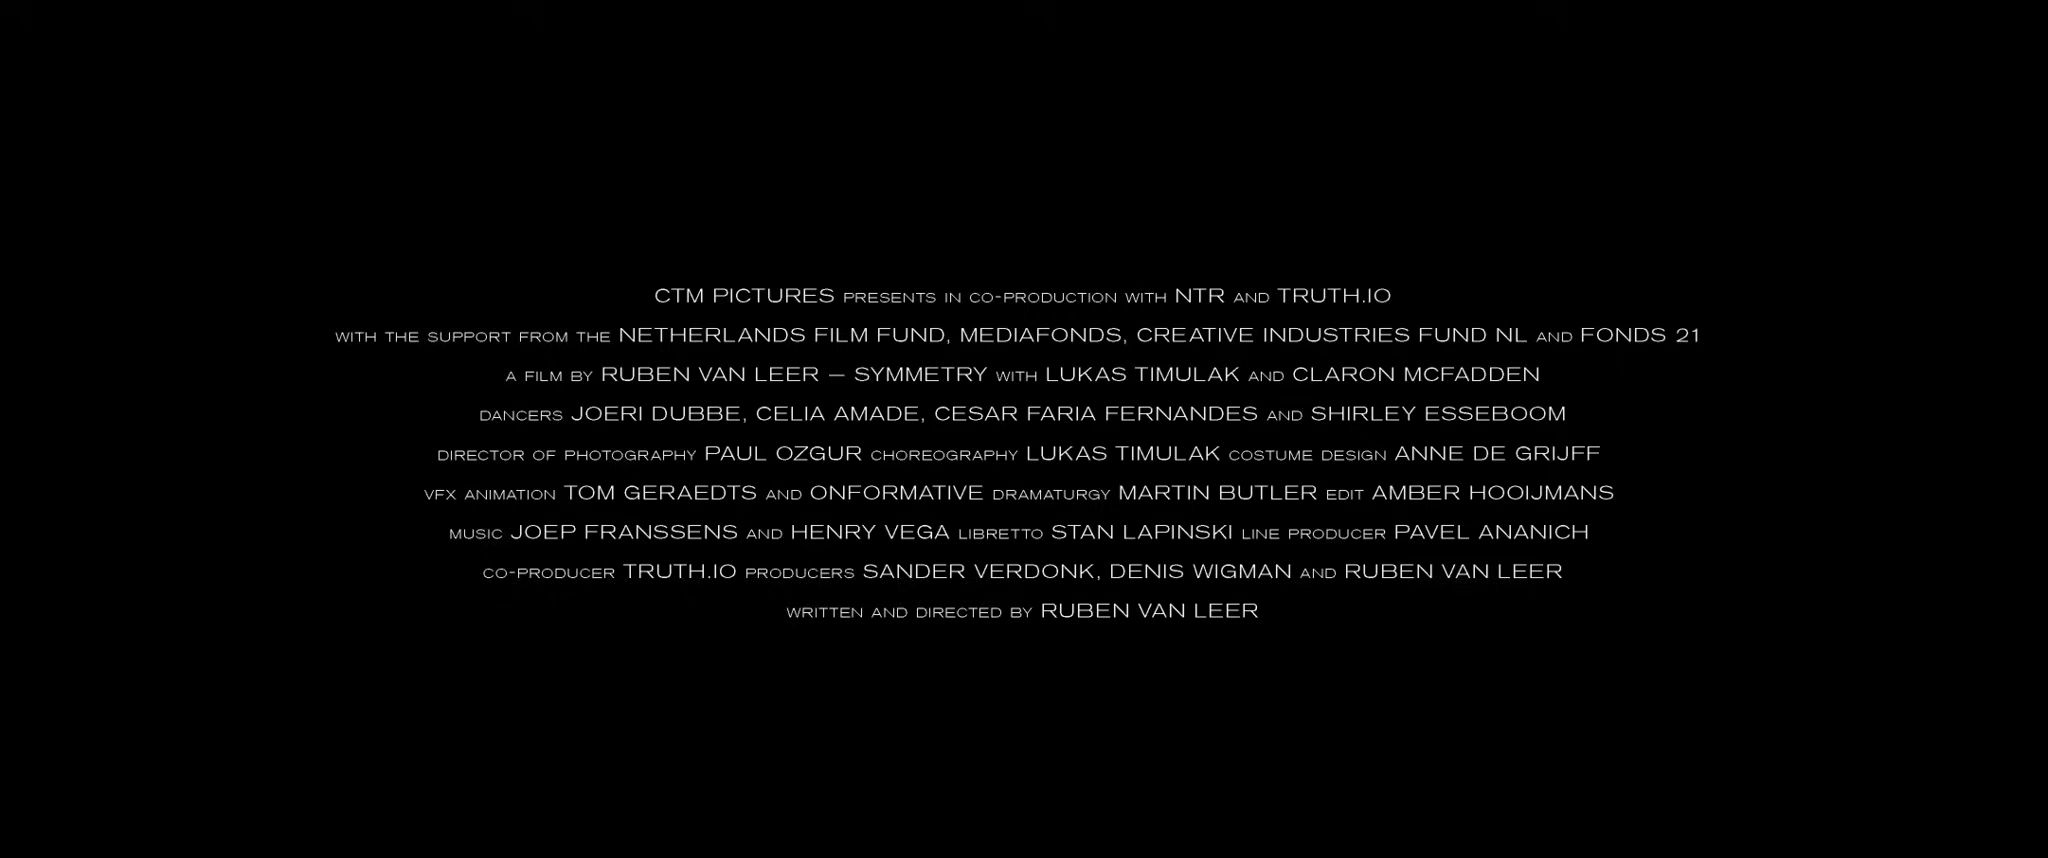 CTM PICTURES PRESENTS IN CO-PRODUCTION WITH NTR AND TRUTH.IO
WITH THE SUPPORT FROM THE NETHERLANDS FILM FUND, MEDIAFONDS, CREATIVE INDUSTRIES FUND NL AND FONDS 21
A FILM BY RUBEN VAN LEER – SYMMETRY WITH LUKAS TIMULAK AND CLARON MCFADDEN
DANCERS JOERI DUBBE, CELIA AMADE, CESAR FARIA FERNANDES AND SHIRLEY ESSEBOOM
DIRECTOR OF PHOTOGRAPHY PAUL OZGUR CHOREOGRAPHY LUKAS TIMULAK COSTUME DESIGN ANNE DE GRIJFF
VFX ANIMATION TOM GERAEDTS AND ONFORMATIVE DRAMATURGY MARTIN BUTLER EDIT AMBER HOOIJMANS
MUSIC JOEP FRANSSENS AND HENRY VEGA LIBRETTO STAN LAPINSKI LINE PRODUCER PAVEL ANANICH
CO-PRODUCER TRUTH.IO PRODUCERS SANDER VERDONK, DENIS WIGMAN AND RUBEN VAN LEER
WRITTEN AND DIRECTED BY RUBEN VAN LEER